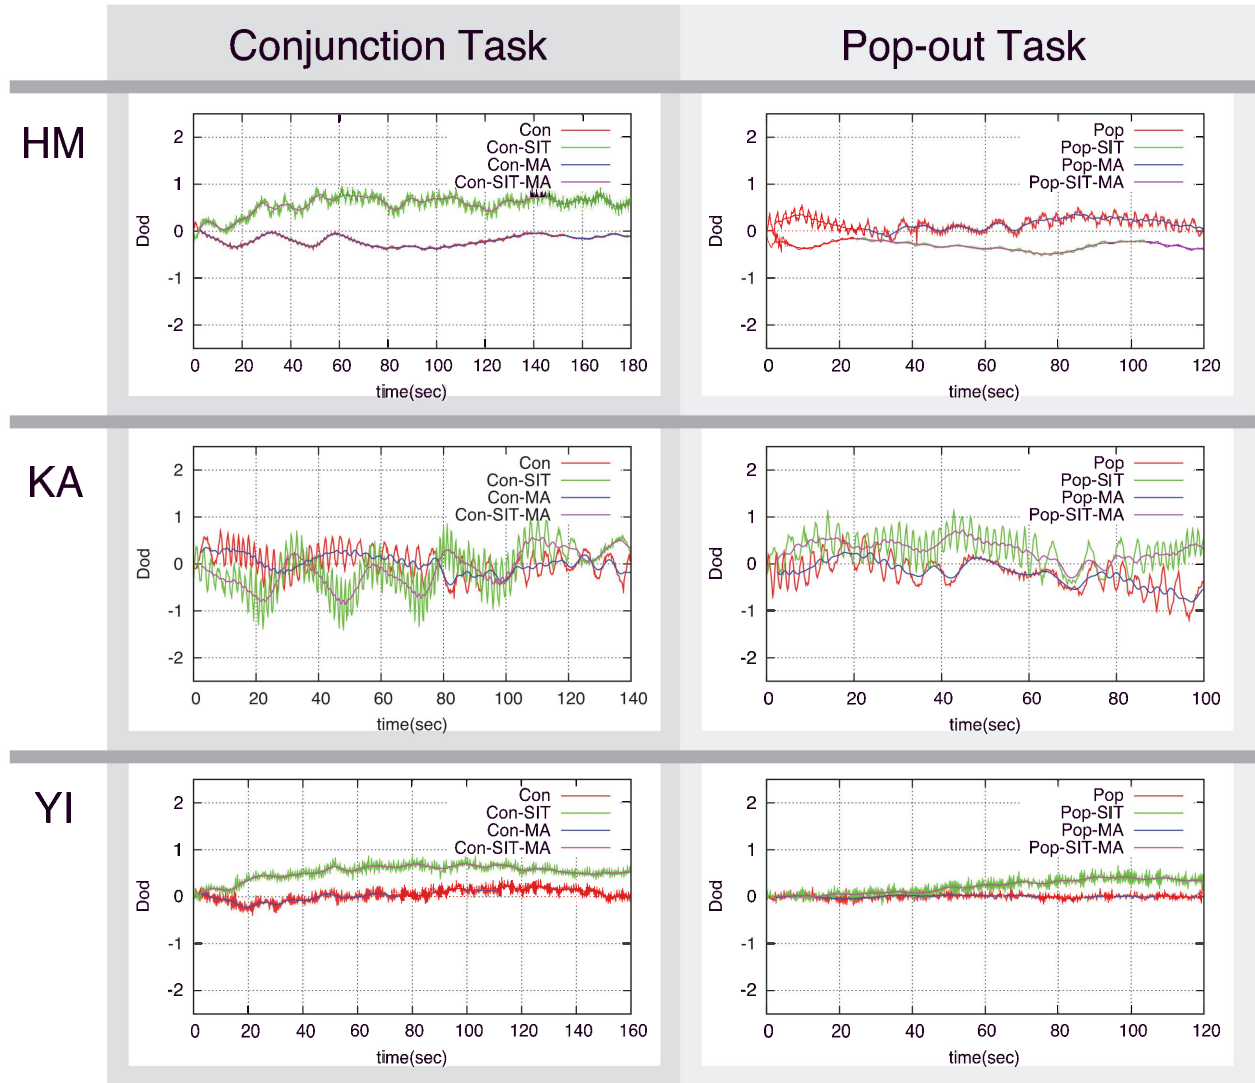 Conjunction Task Pop-out Task
HM
2
1
0
-1
-2
Dod
Con
Con-SIT
Con-MA
Con-SIT-MA
0 20 40 60 80 100 120 140 160 180
time(sec)
2
1
0
-1
-2
Dod
Pop
Pop-SIT
Pop-MA
Pop-SIT-MA
0 20 40 60 80 100 120
time(sec)
KA
2
1
0
-1
-2
Dod
Con
Con-SIT
Con-MA
Con-SIT-MA
0 20 40 60 80 100 120 140
time(sec)
2
1
0
-1
-2
Dod
Pop
Pop-SIT
Pop-MA
Pop-SIT-MA
0 20 40 60 80 100
time(sec)
YI
2
1
0
-1
-2
Dod
Con
Con-SIT
Con-MA
Con-SIT-MA
0 20 40 60 80 100 120 140 160
time(sec)
2
1
0
-1
-2
Dod
Pop
Pop-SIT
Pop-MA
Pop-SIT-MA
0 20 40 60 80 100 120
time(sec)